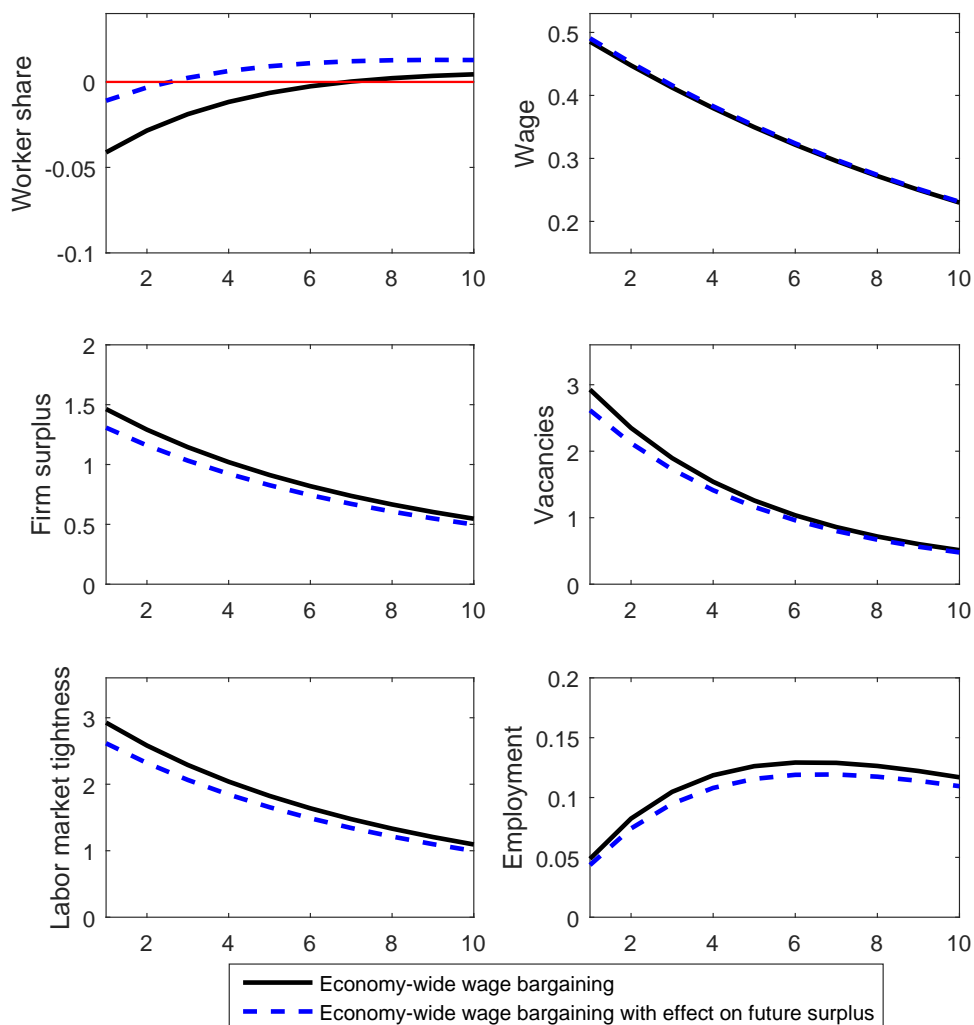 Worker share
0
-0.05
-0.1
2 4 6 8 10
Wage
0.5
0.4
0.3
0.2
2 4 6 8 10
Firm surplus
2
1.5
1
0.5
0
2 4 6 8 10
Vacancies
3
2
1
0
2 4 6 8 10
Labor market tightness
3
2
1
0
2 4 6 8 10
Employment
0.2
0.15
0.1
0.05
0
2 4 6 8 10
Economy-wide wage bargaining
Economy-wide wage bargaining with effect on future surplus